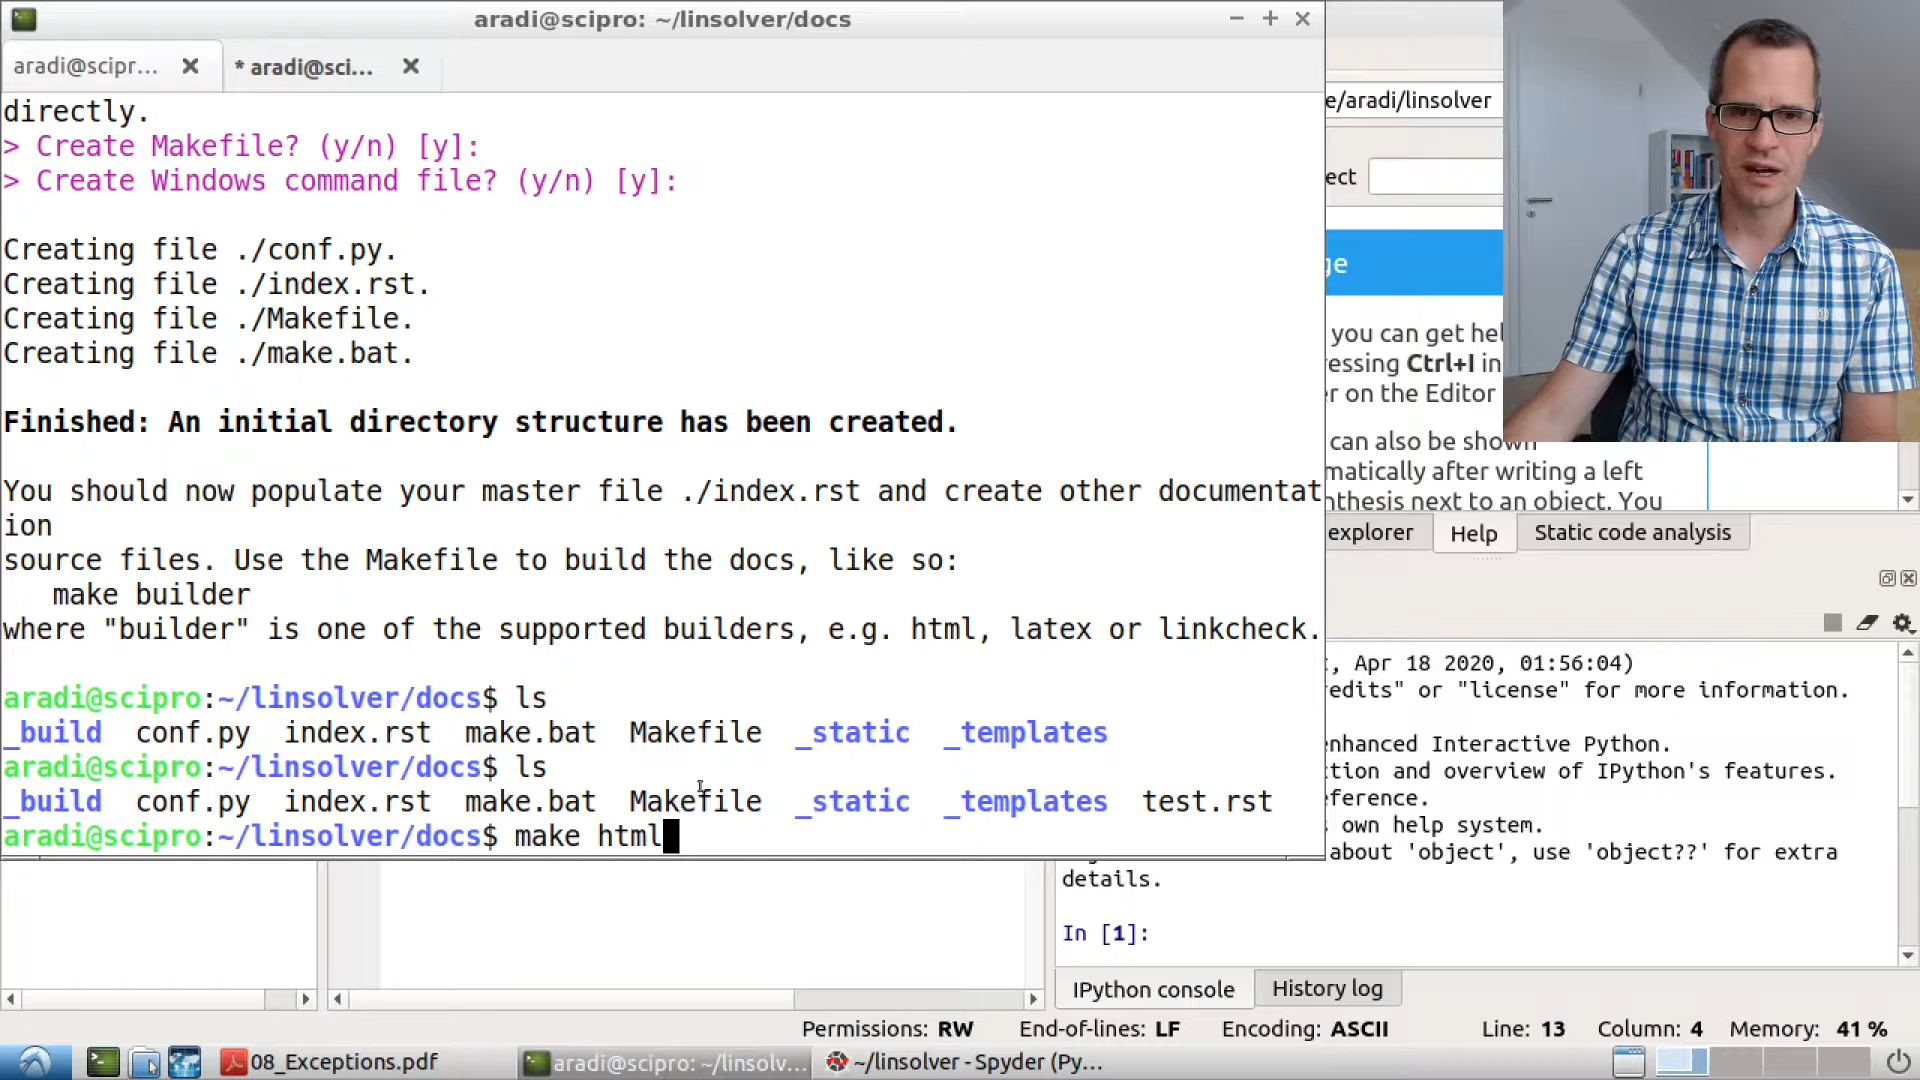 aradi@scipro: ~/linsolver/docs
aradi@scipr...
* aradi@sci...
directly.
> Create Makefile? (y/n) [y]:
> Create Windows command file? (y/n) [y]:
Creating file ./conf.py.
Creating file ./index.rst.
Creating file ./Makefile.
Creating file ./make.bat.
Finished: An initial directory structure has been created.
You should now populate your master file ./index.rst and create other documentat
ion
source files. Use the Makefile to build the docs, like so:
make builder
where "builder" is one of the supported builders, e.g. html, latex or linkcheck.
aradi@scipro:~/linsolver/docs$ ls
_build conf.py index.rst make.bat Makefile _static _templates
aradi@scipro:~/linsolver/docs$ ls
_build conf.py index.rst make.bat Makefile _static _templates test.rst
aradi@scipro:~/linsolver/docs$ make html
e/aradi/linsolver
ect
ge
you can get hel
essing Ctrl+I in
r on the Editor
can also be shown
matically after writing a left
nthesis next to an object. You
explorer
Help
Static code analysis
, Apr 18 2020, 01:56:04)
edits" or "license" for more information.
enhanced Interactive Python.
tion and overview of IPython's features.
eference.
s own help system.
about 'object', use 'object??' for extra
details.
In [1]:
IPython console
History log
Permissions: RW End-of-lines: LF Encoding: ASCII Line: 13 Column: 4 Memory: 41 %
08_Exceptions.pdf
aradi@scipro: ~/linsolv...
~/linsolver - Spyder (Py...